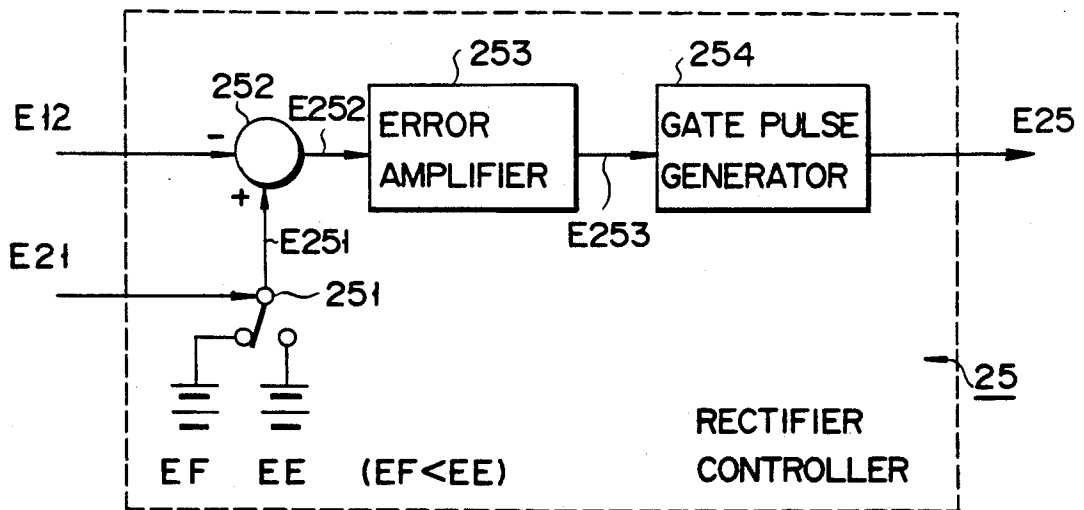 253
254
252
E12
-
E252
ERROR
AMPLIFIER
GATE PULSE
GENERATOR
E25
+
E253
E251
E21
251
25
EF EE (EF<EE)
RECTIFIER
CONTROLLER